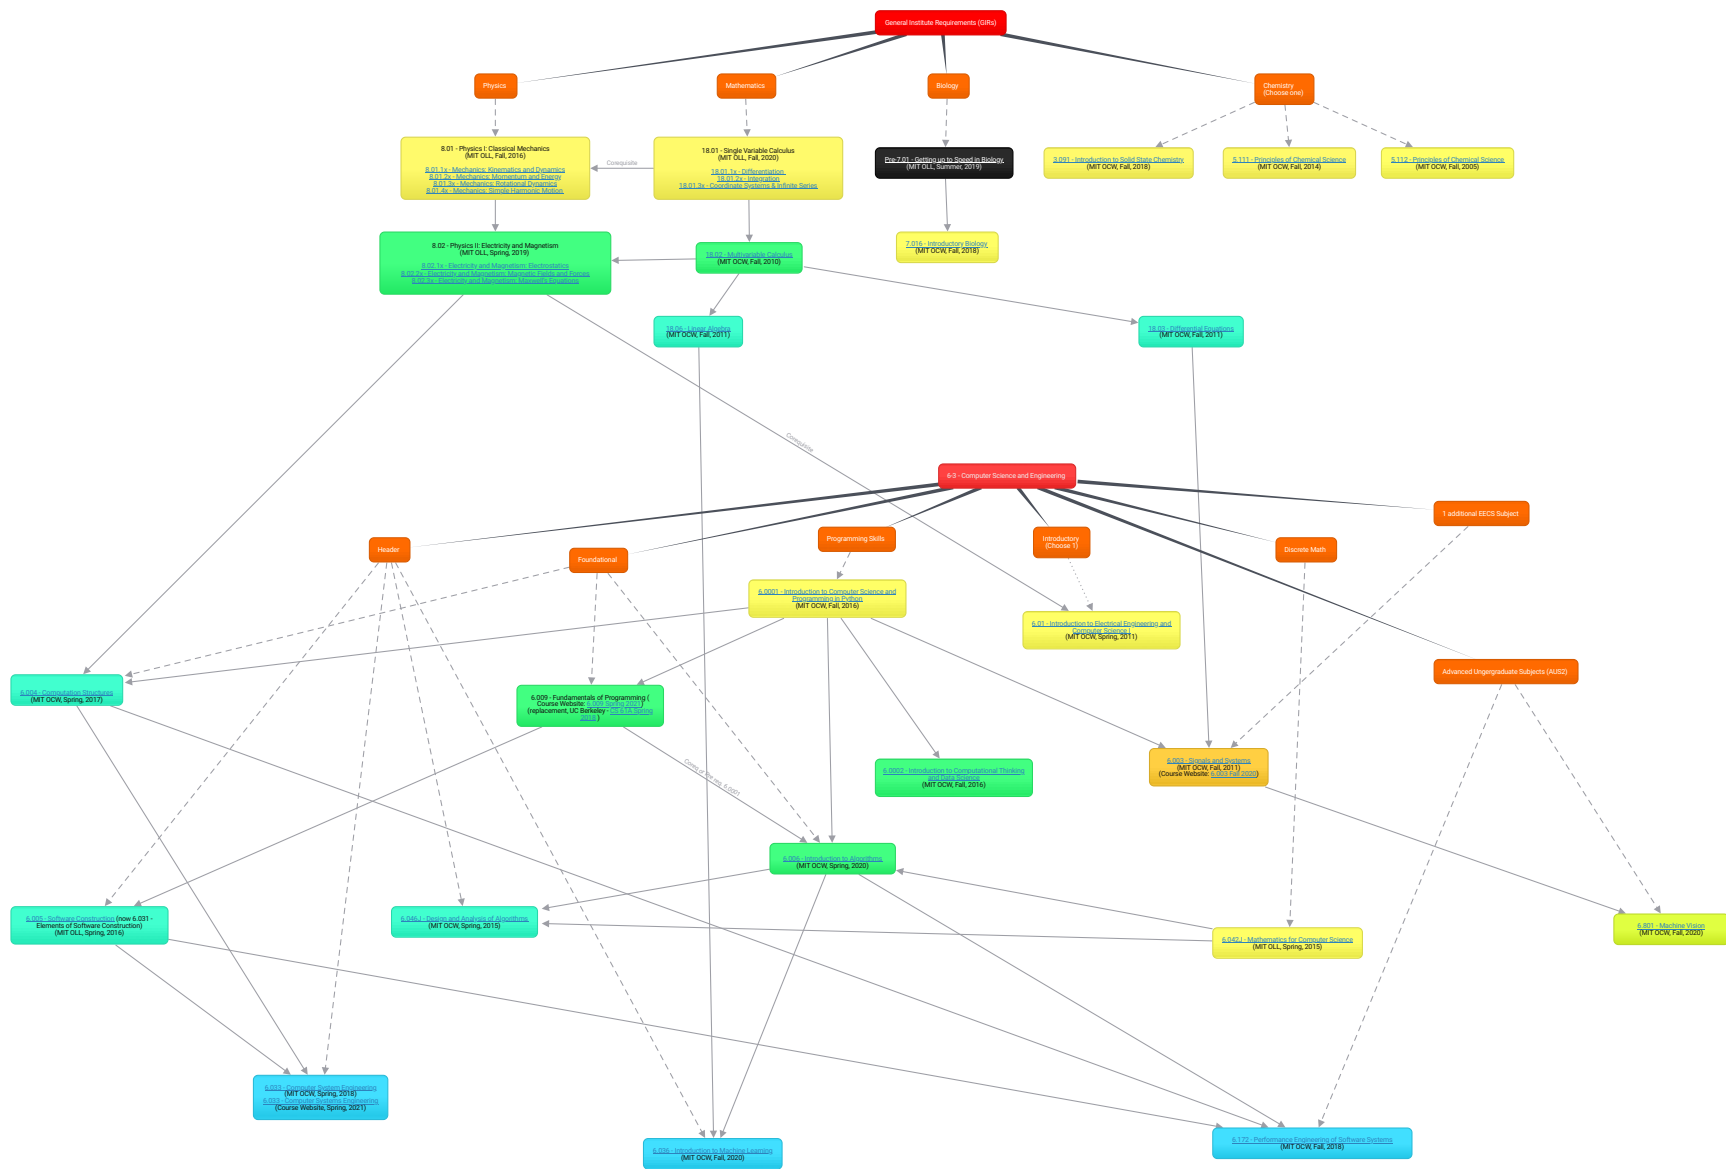 General Institute Requirements (GIRs)
Physics
Mathematics
Biology
Chemistry
(Choose one)
8.01 - Physics I: Classical Mechanics
(MIT OLL, Fall, 2016)
8.01.1x - Mechanics: Kinematics and Dynamics
8.01.2x - Mechanics: Momentum and Energy
8.01.3x - Mechanics: Rotational Dynamics
8.01.4x - Mechanics: Simple Harmonic Motion
Corequisite
18.01 - Single Variable Calculus
(MIT OLL, Fall, 2020)
18.01.1x - Differentiation
18.01.2x - Integration
18.01.3x - Coordinate Systems & Infinite Series
Pre-7.01 - Getting up to Speed in Biology
(MIT OLL, Summer, 2019)
3.091 - Introduction to Solid State Chemistry
(MIT OCW, Fall, 2018)
5.111 - Principles of Chemical Science
(MIT OCW, Fall, 2014)
5.112 - Principles of Chemical Science
(MIT OCW, Fall, 2005)
8.02 - Physics II: Electricity and Magnetism
(MIT OLL, Spring, 2019)
8.02.1x - Electricity and Magnetism: Electrostatics
8.02.2x - Electricity and Magnetism: Magnetic Fields and Forces
8.02.3x - Electricity and Magnetism: Maxwell's Equations
18.02 - Multivariable Calculus
(MIT OCW, Fall, 2010)
7.016 - Introductory Biology
(MIT OCW, Fall, 2018)
18.06 - Linear Algebra
(MIT OCW, Fall, 2011)
18.03 - Differential Equations
(MIT OCW, Fall, 2011)
Corequisite
6-3 - Computer Science and Engineering
1 additional EECS Subject
Header
Foundational
Programming Skills
Introductory
(Choose 1)
Discrete Math
6.0001 - Introduction to Computer Science and
Programming in Python
(MIT OCW, Fall, 2016)
6.01 - Introduction to Electrical Engineering and
Computer Science I
(MIT OCW, Spring, 2011)
Advanced Ungergraduate Subjects (AUS2)
6.004 - Computation Structures
(MIT OCW, Spring, 2017)
6.009 - Fundamentals of Programming (
Course Website: 6.009 Spring 2021)
(replacement, UC Berkeley - CS 61A Spring
2018 )
6.0002 - Introduction to Computational Thinking
and Data Science
(MIT OCW, Fall, 2016)
6.003 - Signals and Systems
(MIT OCW, Fall, 2011)
(Course Website: 6.003 Fall 2020)
6.0001
6.006 - Introduction to Algorithms
(MIT OCW, Spring, 2020)
6.005 - Software Construction (now 6.031 -
Elements of Software Construction)
(MIT OLL, Spring, 2016)
6.046J - Design and Analysis of Algorithms
(MIT OCW, Spring, 2015)
6.042J - Mathematics for Computer Science
(MIT OLL, Spring, 2015)
6.801 - Machine Vision
(MIT OCW, Fall, 2020)
6.033 - Computer System Engineering
(MIT OCW, Spring, 2018)
6.033 - Computer Systems Engineering
(Course Website, Spring, 2021)
6.036 - Introduction to Machine Learning
(MIT OCW, Fall, 2020)
6.172 - Performance Engineering of Software Systems
(MIT OCW, Fall, 2018)